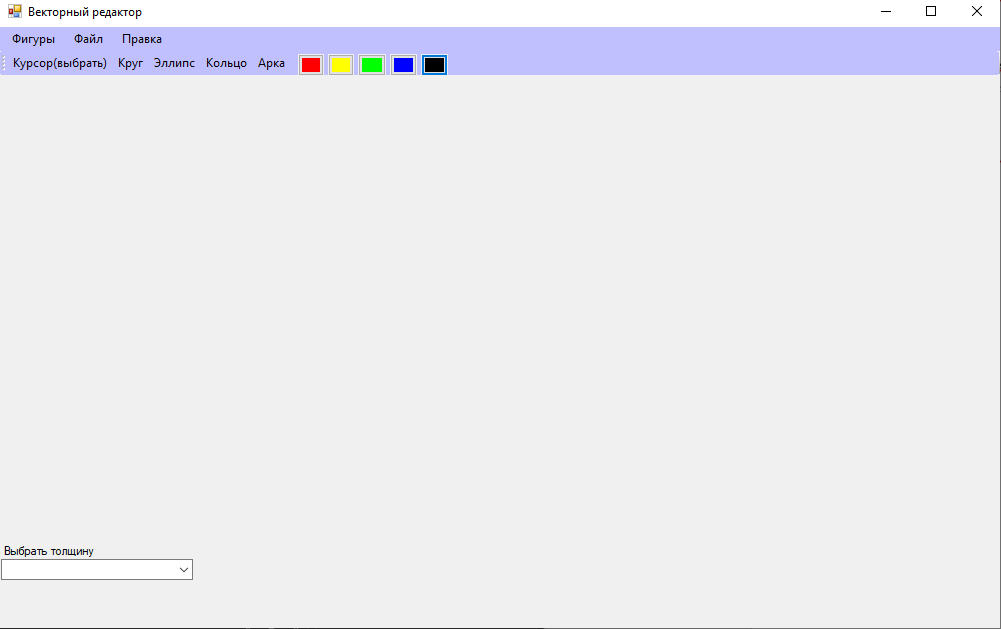 Векторный редактор
Фигуры Файл Правка
Курсор(выбрать) Круг Эллипс Кольцо Арка
Выбрать толщину